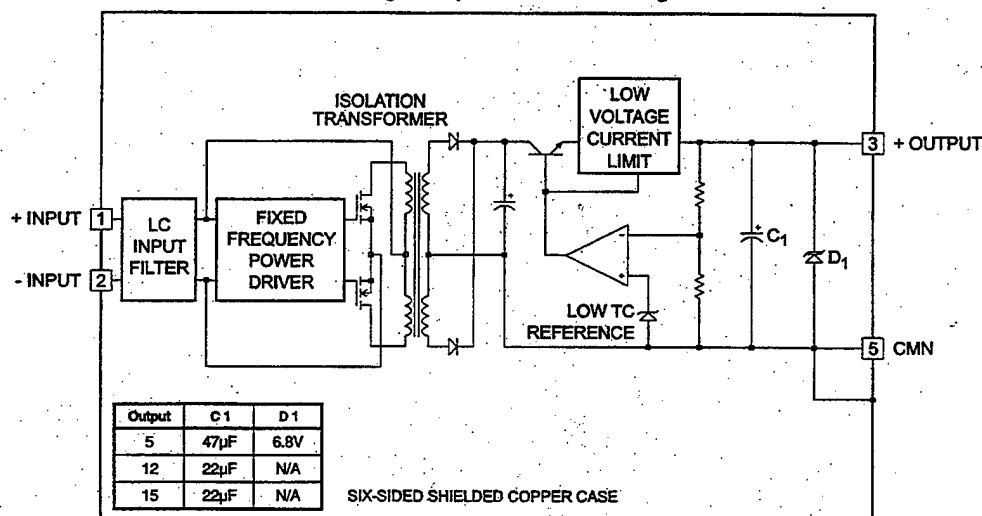 ISOLATION
TRANSFORMER
LOW
VOLTAGE
CURRENT
LIMIT
3 + OUTPUT
+ INPUT 1
- INPUT 2
LC
INPUT
FILTER
FIXED
FREQUENCY
POWER
DRIVER
-
+
LOW TC
REFERENCE
+
C1
D1
5 CMN
Output C 1 D 1
5 47µF 6.8V
12 22µF N/A
15 22µF N/A
SIX-SIDED SHIELDED COPPER CASE